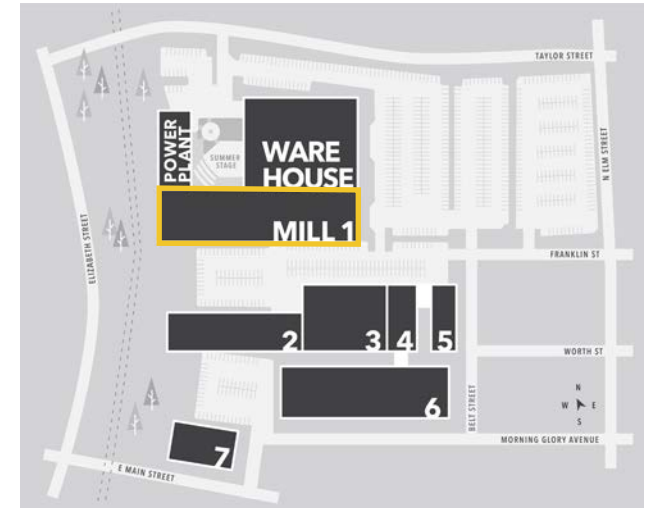 TAYLOR STREET
N ELM STREET
POWER
PLANT
SUMMER
STAGE
WARE
HOUSE
MILL 1
ELIZABETH STREET
FRANKLIN ST
2
3
4
5
WORTH ST
6
BELT STREET
N
W E
S
7
MORNING GLORY AVENUE
E MAIN STREET